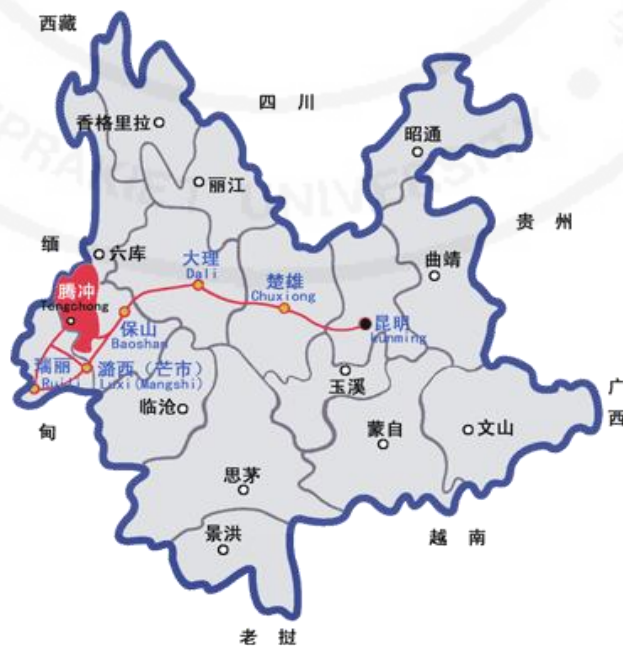 西藏
四 川
香格里拉
昭通
丽江
贵 州
缅
六库
大理
Dali
曲靖
楚雄
Chuxiong
腾冲
Tengchong
保山
Baoshan
昆明
kunming
瑞丽
Ruili
潞西（芒市）
Luxi(Mangshi)
玉溪
广
西
临沧
甸
蒙自
文山
思茅
景洪
越 南
老 挝
UNIVERSITY